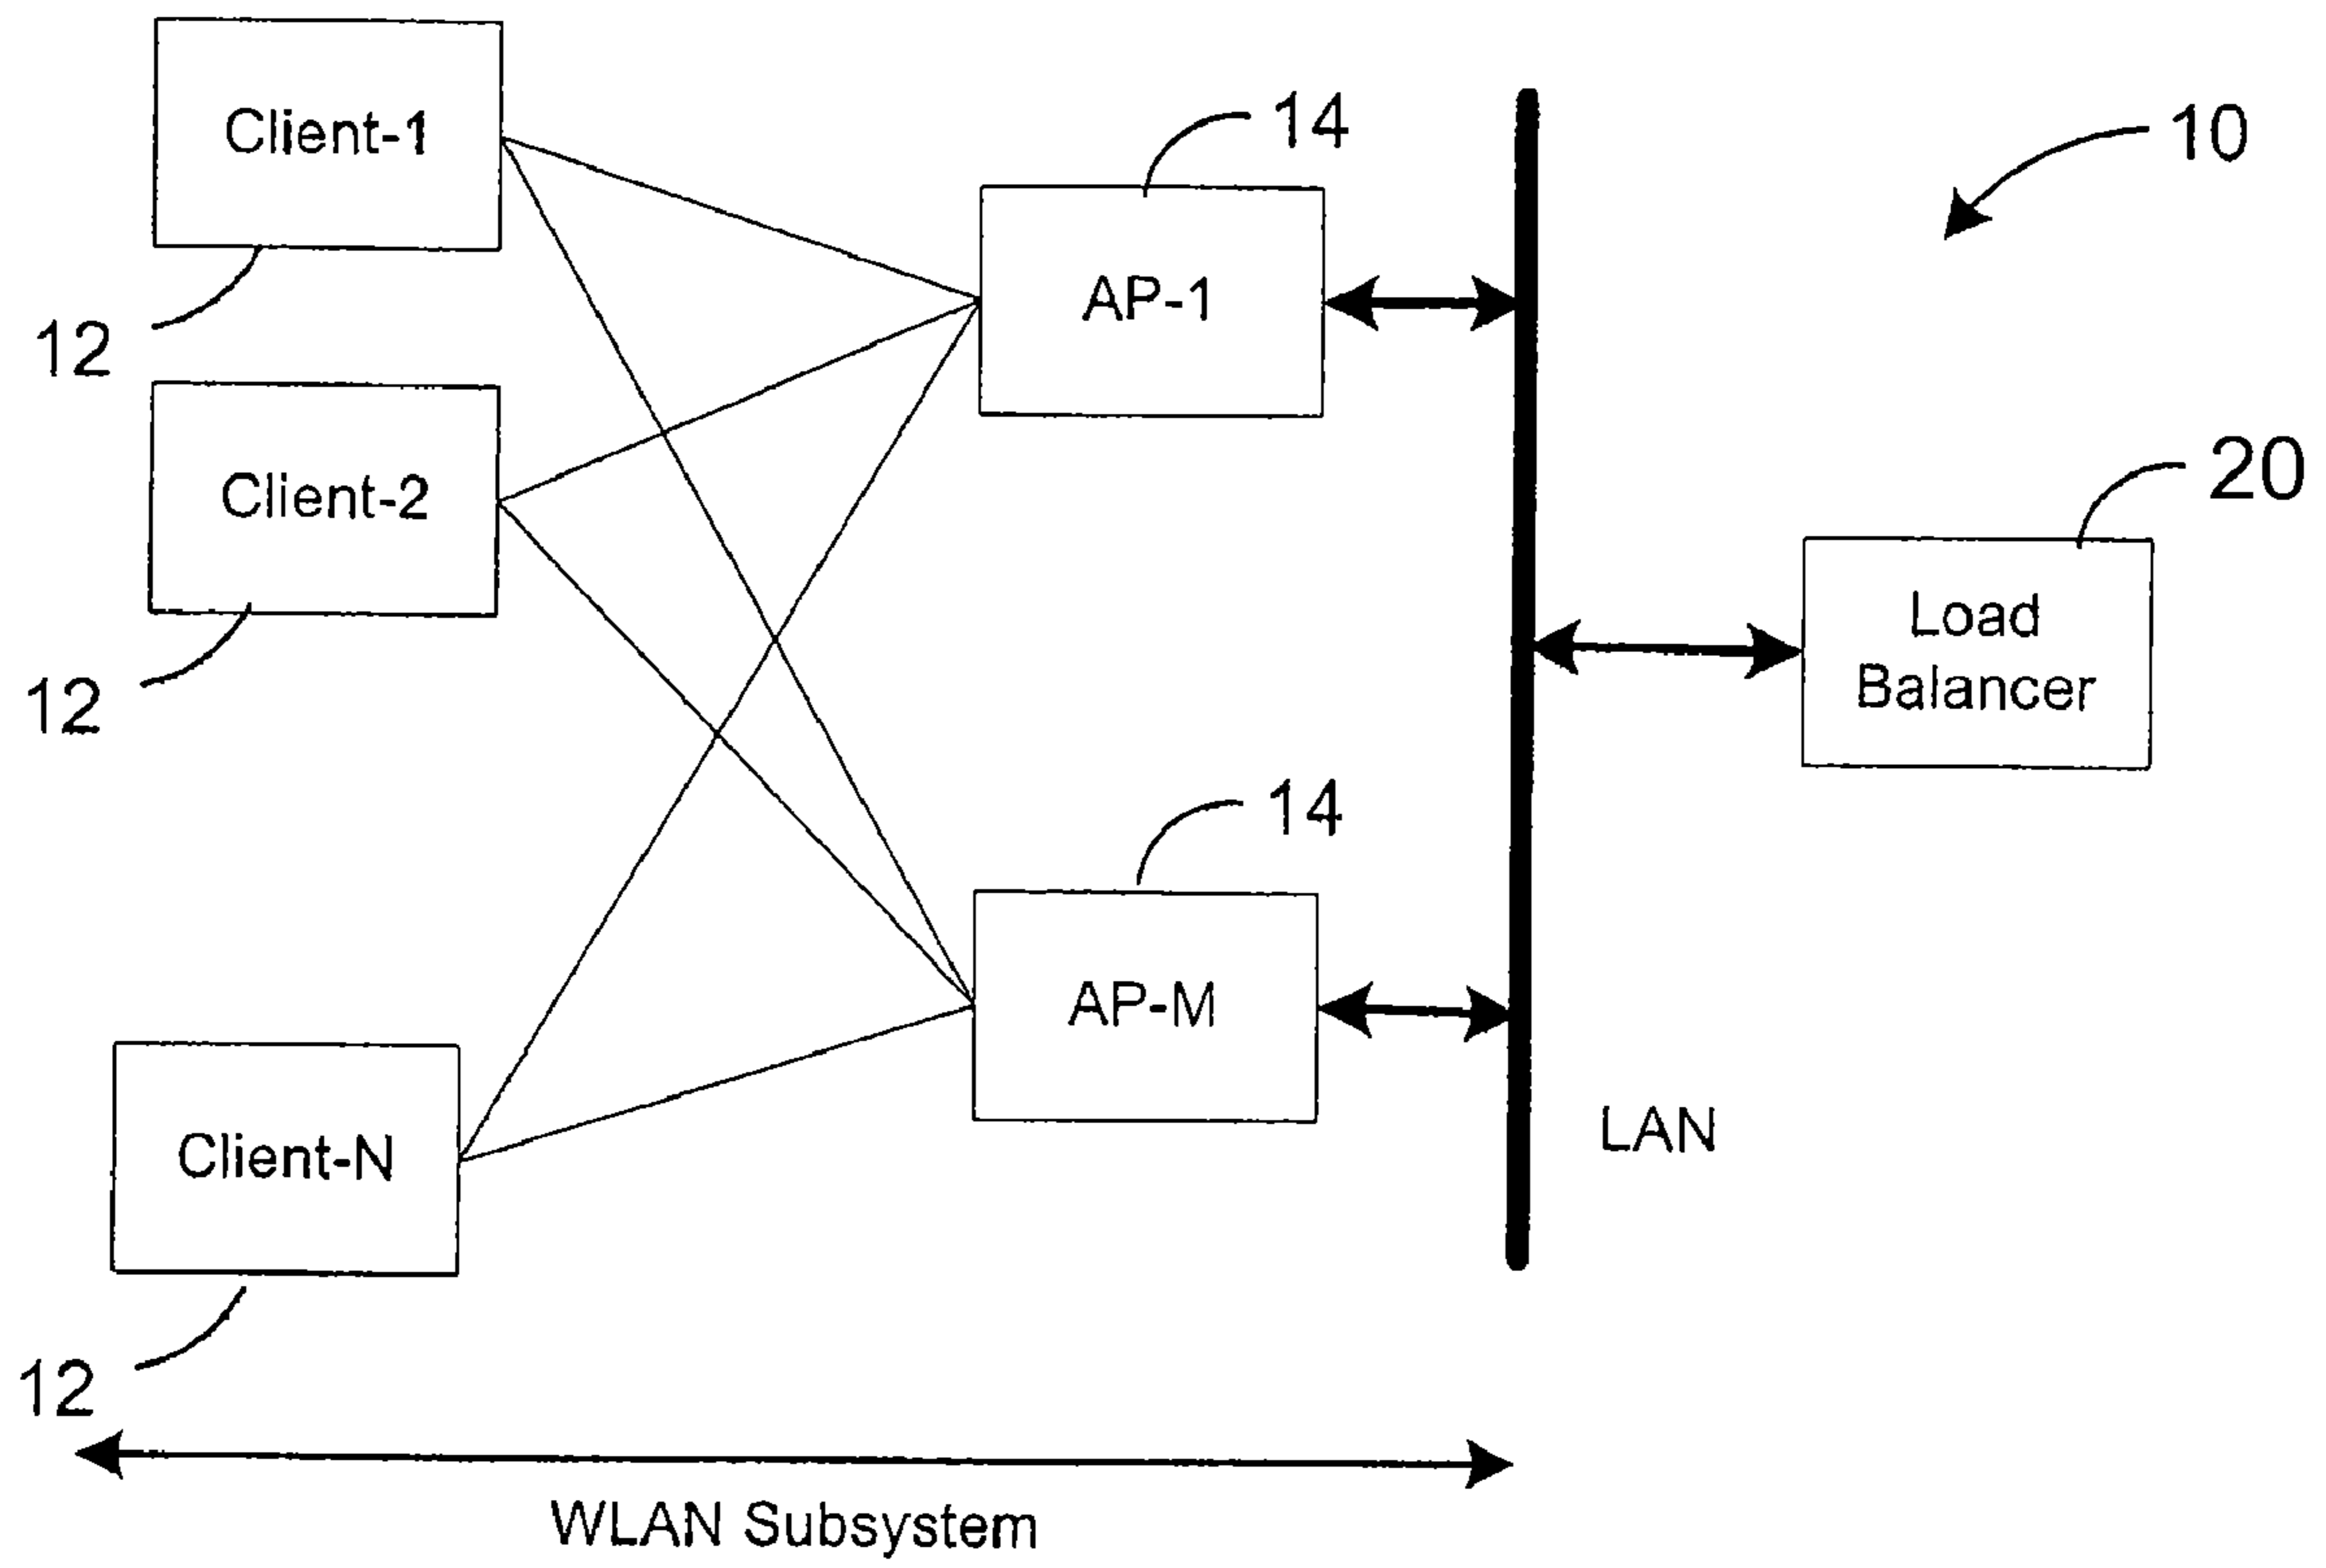 Client-1
14
10
AP-1
12
20
Client-2
Load
Balancer
12
14
AP-M
LAN
Client-N
12
WLAN Subsystem